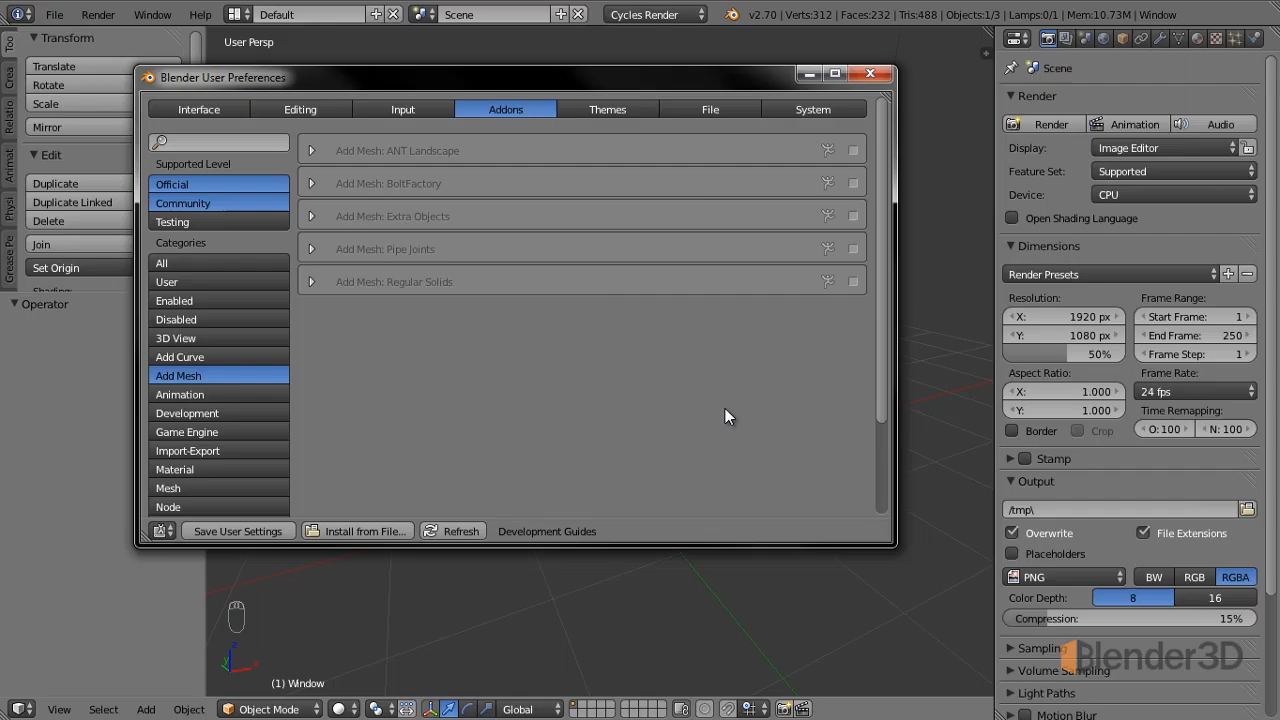 File Render Window Help Default Scene Cycles Render v2.70 | Verts:312 | Faces:232 | Tris:488 | Objects:1/3 | Lamps:0/1 | Mem:10.73M | Window
Transform
Translate
Rotate
Scale
Mirror
Edit
Duplicate
Duplicate Linked
Delete
Join
Set Origin
Shading:
Operator
Too
Crea
Relatio
Animat
Physi
Grease Pe
User Persp
Blender User Preferences
Interface Editing Input Addons Themes File System
Supported Level
Official
Community
Testing
Categories
All
User
Enabled
Disabled
3D View
Add Curve
Add Mesh
Animation
Development
Game Engine
Import-Export
Material
Mesh
Node
Add Mesh: ANT Landscape
Add Mesh: BoltFactory
Add Mesh: Extra Objects
Add Mesh: Pipe Joints
Add Mesh: Regular Solids
Save User Settings Install from File... Refresh Development Guides
z
y
x
(1) Window
View Select Add Object Object Mode Global
Scene
Render
Render Animation Audio
Display: Image Editor
Feature Set: Supported
Device: CPU
Open Shading Language
Dimensions
Render Presets
Resolution: Frame Range:
X: 1920 px Start Frame: 1
Y: 1080 px End Frame: 250
50% Frame Step: 1
Aspect Ratio: Frame Rate:
X: 1.000 24 fps
Y: 1.000 Time Remapping:
Border Crop O: 100 N: 100
Stamp
Output
/tmp\
Overwrite File Extensions
Placeholders
PNG BW RGB RGBA
Color Depth: 8 16
Compression: 15%
Sampling
Volume Sampling
Light Paths
Motion Blur
Blender3D